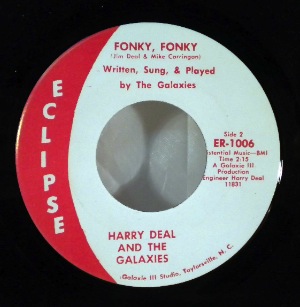 FONKY, FONKY
(Jim Deal & Mike Carrington)
Written, Sung, & Played
by The Galaxies
ECLIPSE
Side 2
ER-1006
Istential Music—BMI
Time 2:15
A Galaxie III
Production
Engineer Harry Deal
11831
HARRY DEAL
AND THE
GALAXIES
Galaxie III Studio, Taylorsville, N. C.